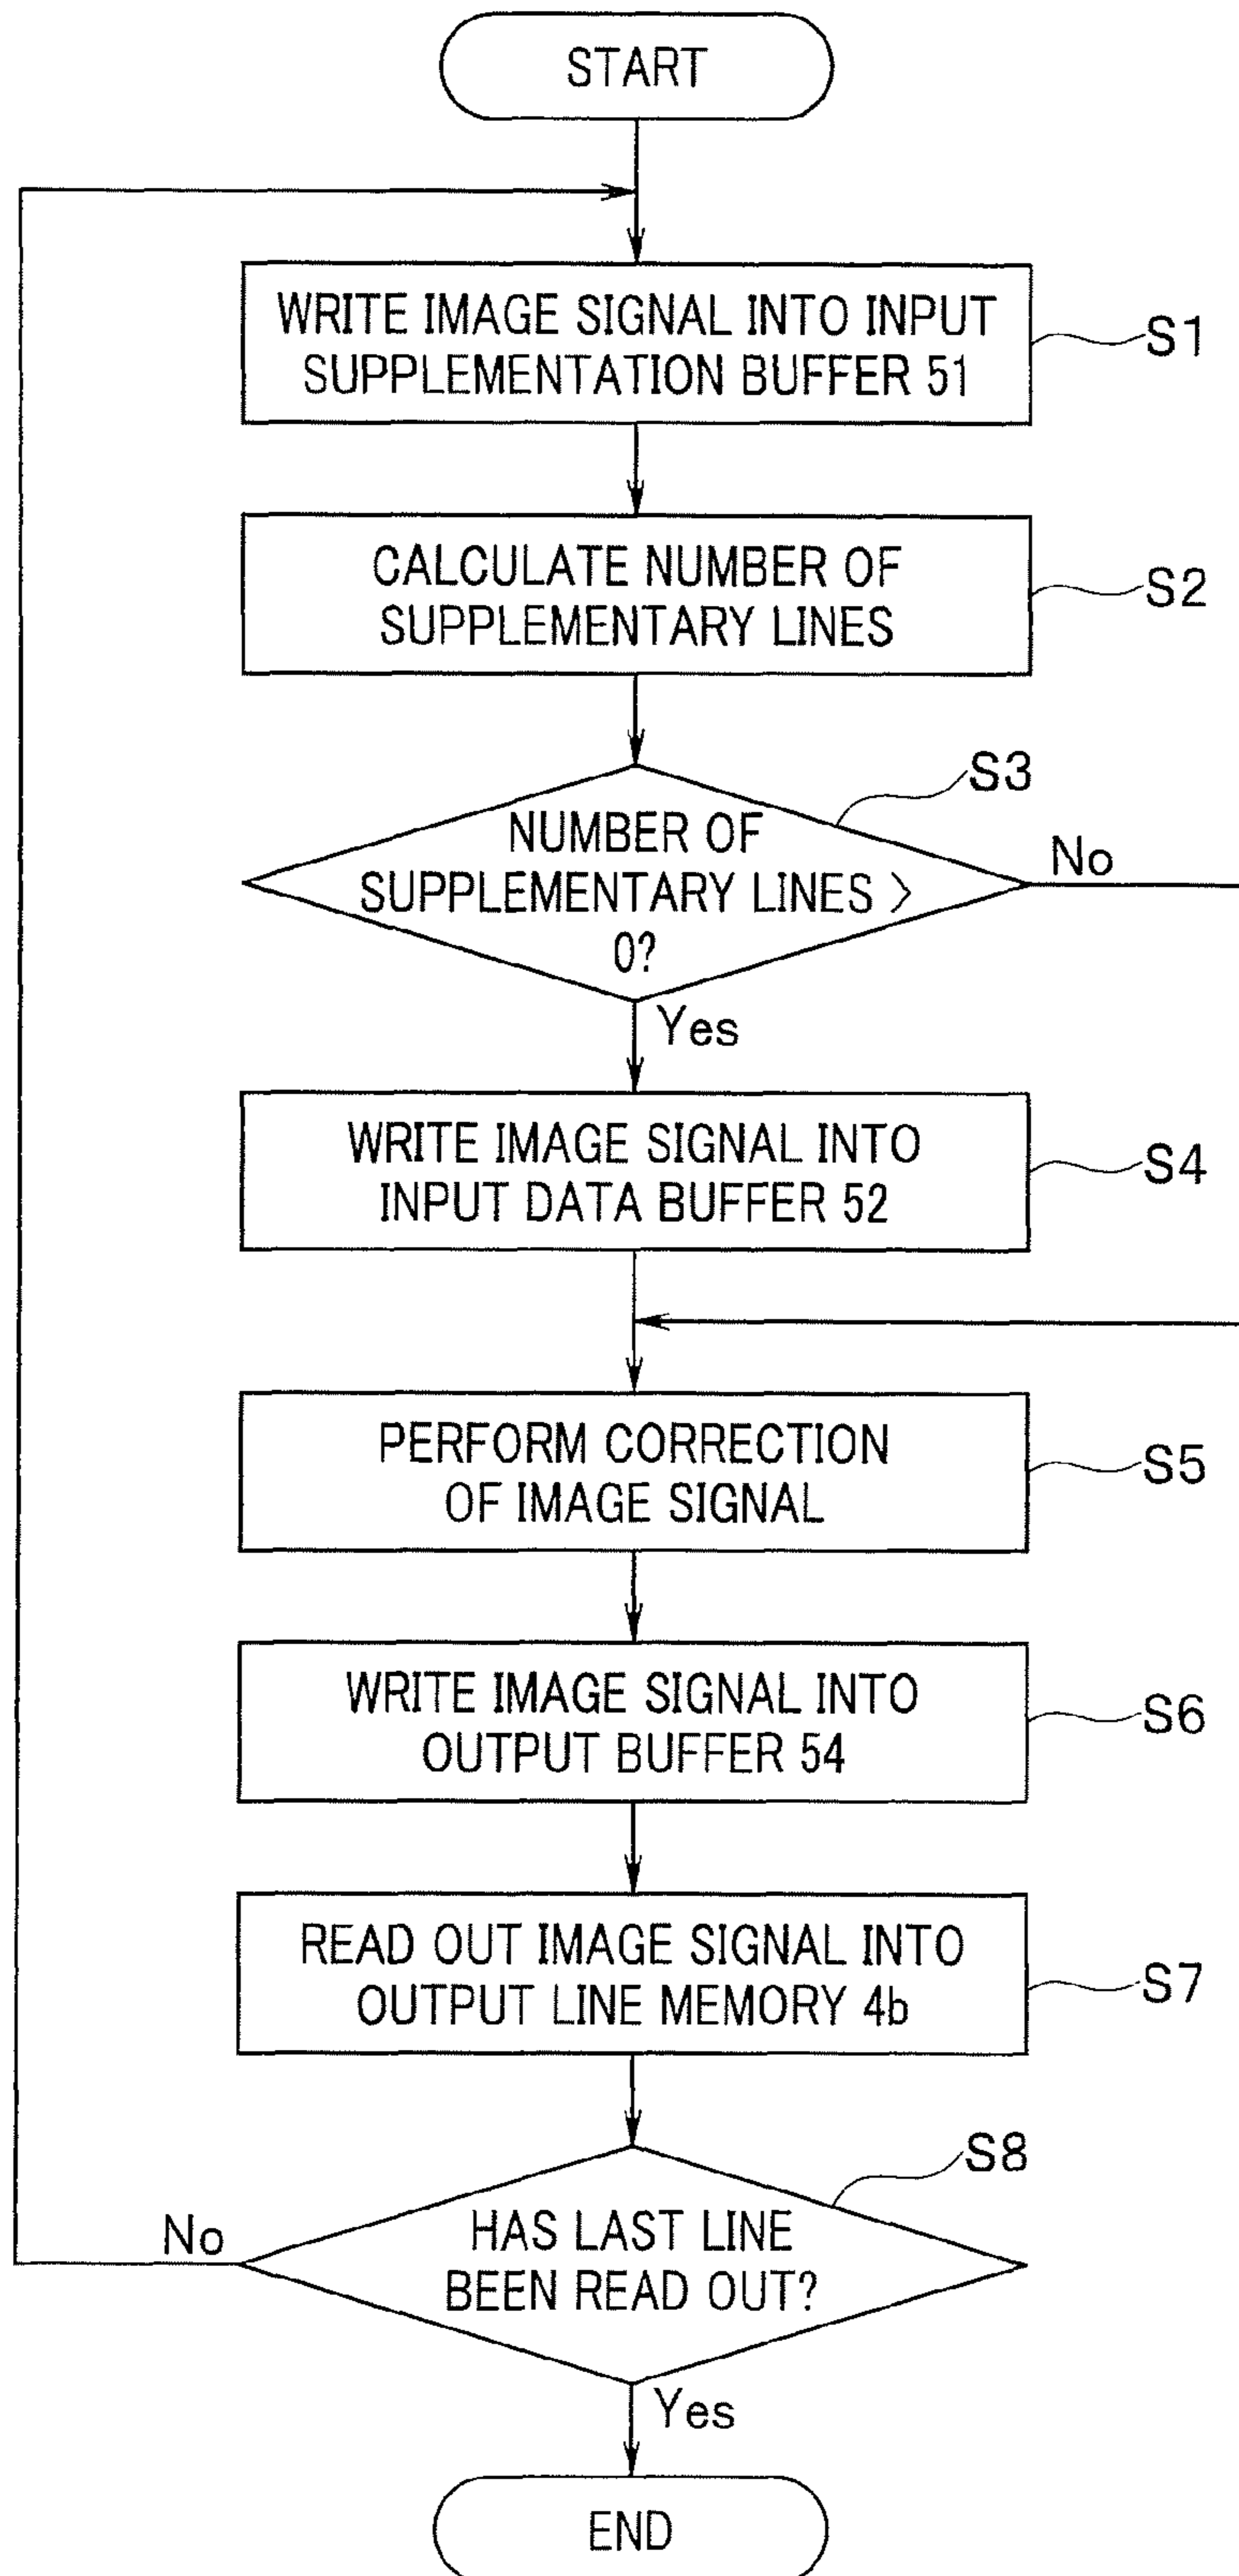 START
WRITE IMAGE SIGNAL INTO INPUT
SUPPLEMENTATION BUFFER 51
S1
CALCULATE NUMBER OF
SUPPLEMENTARY LINES
S2
S3
NUMBER OF
SUPPLEMENTARY LINES >
0?
No
Yes
WRITE IMAGE SIGNAL INTO
INPUT DATA BUFFER 52
S4
PERFORM CORRECTION
OF IMAGE SIGNAL
S5
WRITE IMAGE SIGNAL INTO
OUTPUT BUFFER 54
S6
READ OUT IMAGE SIGNAL INTO
OUTPUT LINE MEMORY 4b
S7
S8
HAS LAST LINE
BEEN READ OUT?
No
Yes
END